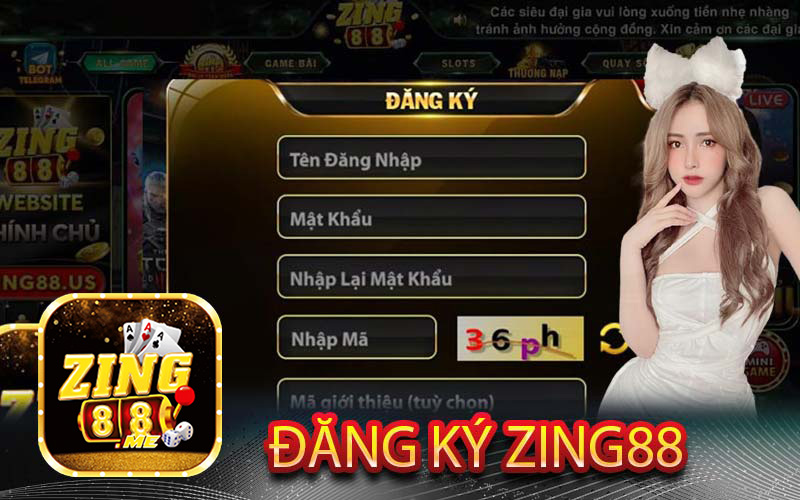 Các siêu đại gia vui lòng xuống tiền nhẹ nhàng
tránh ảnh hưởng cộng đồng. Xin cảm ơn các đại gia
ZING
88
BOT
TELEGRAM
ALL GAME
GAME BÀI
SLOTS
THƯỞNG NẠP
QUAY SỐ
LIVE
ĐĂNG KÝ
Tên Đăng Nhập
Mật Khẩu
Nhập Lại Mật Khẩu
Nhập Mã
36ph
Mã giới thiệu (tuỳ chọn)
ZING
88
WEBSITE
HÍNH CHỦ
NG88.US
MINI
GAME
A A A
ZING
88
.ME
ĐĂNG KÝ ZING88